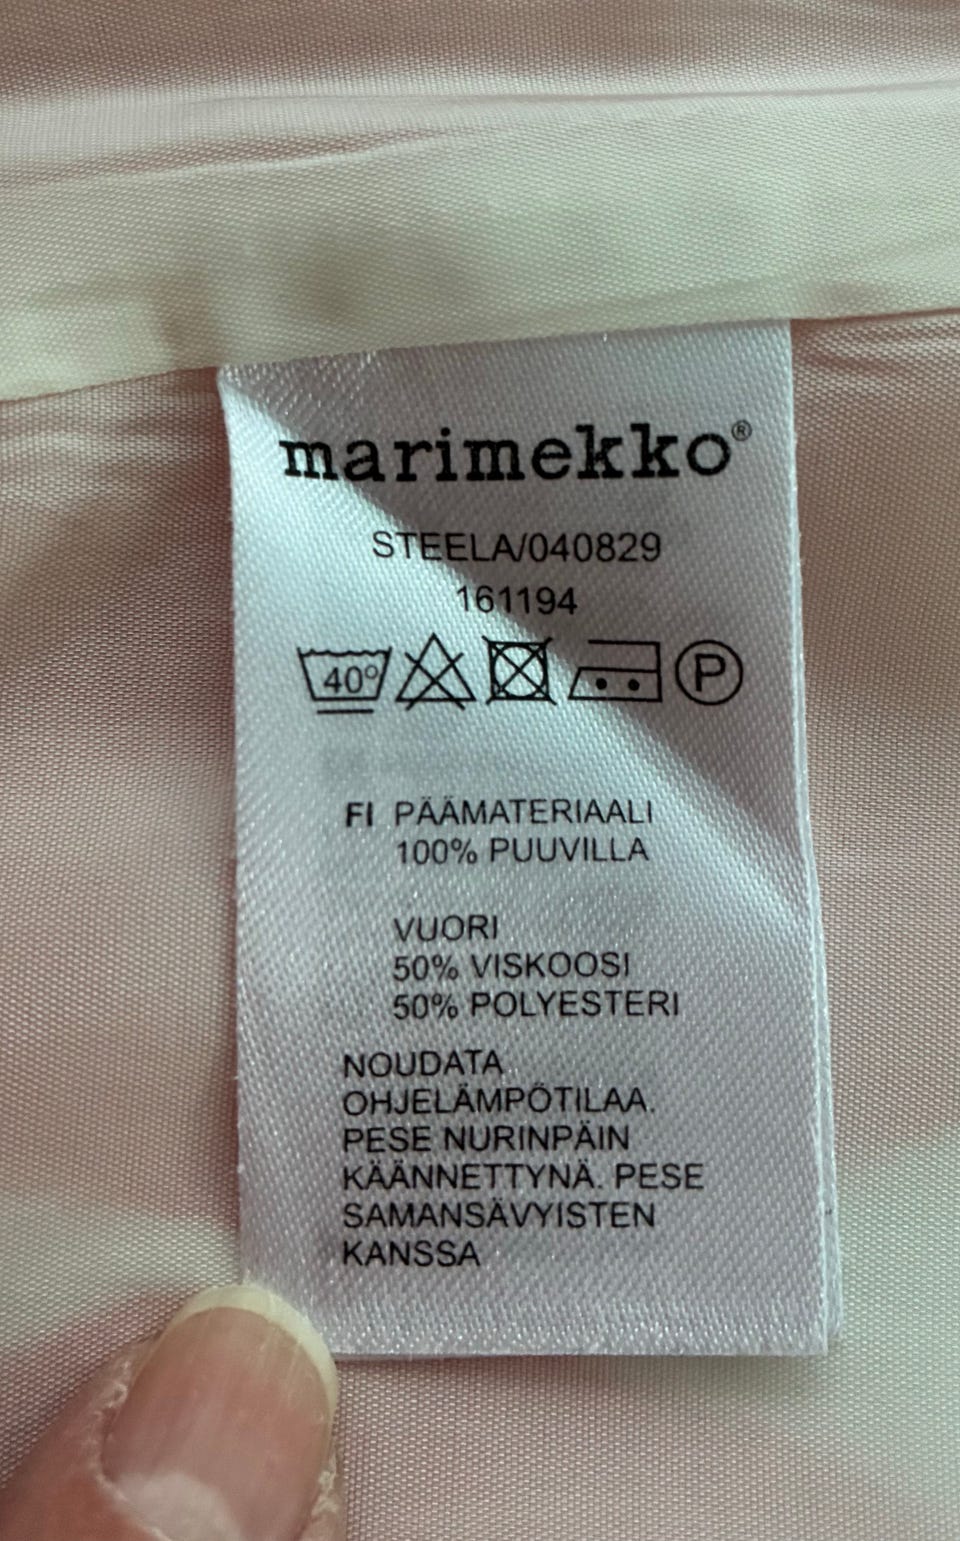 marimekko®
STEELA/040829
161194
40° P
FI PÄÄMATERIAALI
100% PUUVILLA
VUORI
50% VISKOOSI
50% POLYESTERI
NOUDATA
OHJELÄMPÖTILAA.
PESE NURINPÄIN
KÄÄNNETTYNÄ. PESE
SAMANSÄVYISTEN
KANSSA